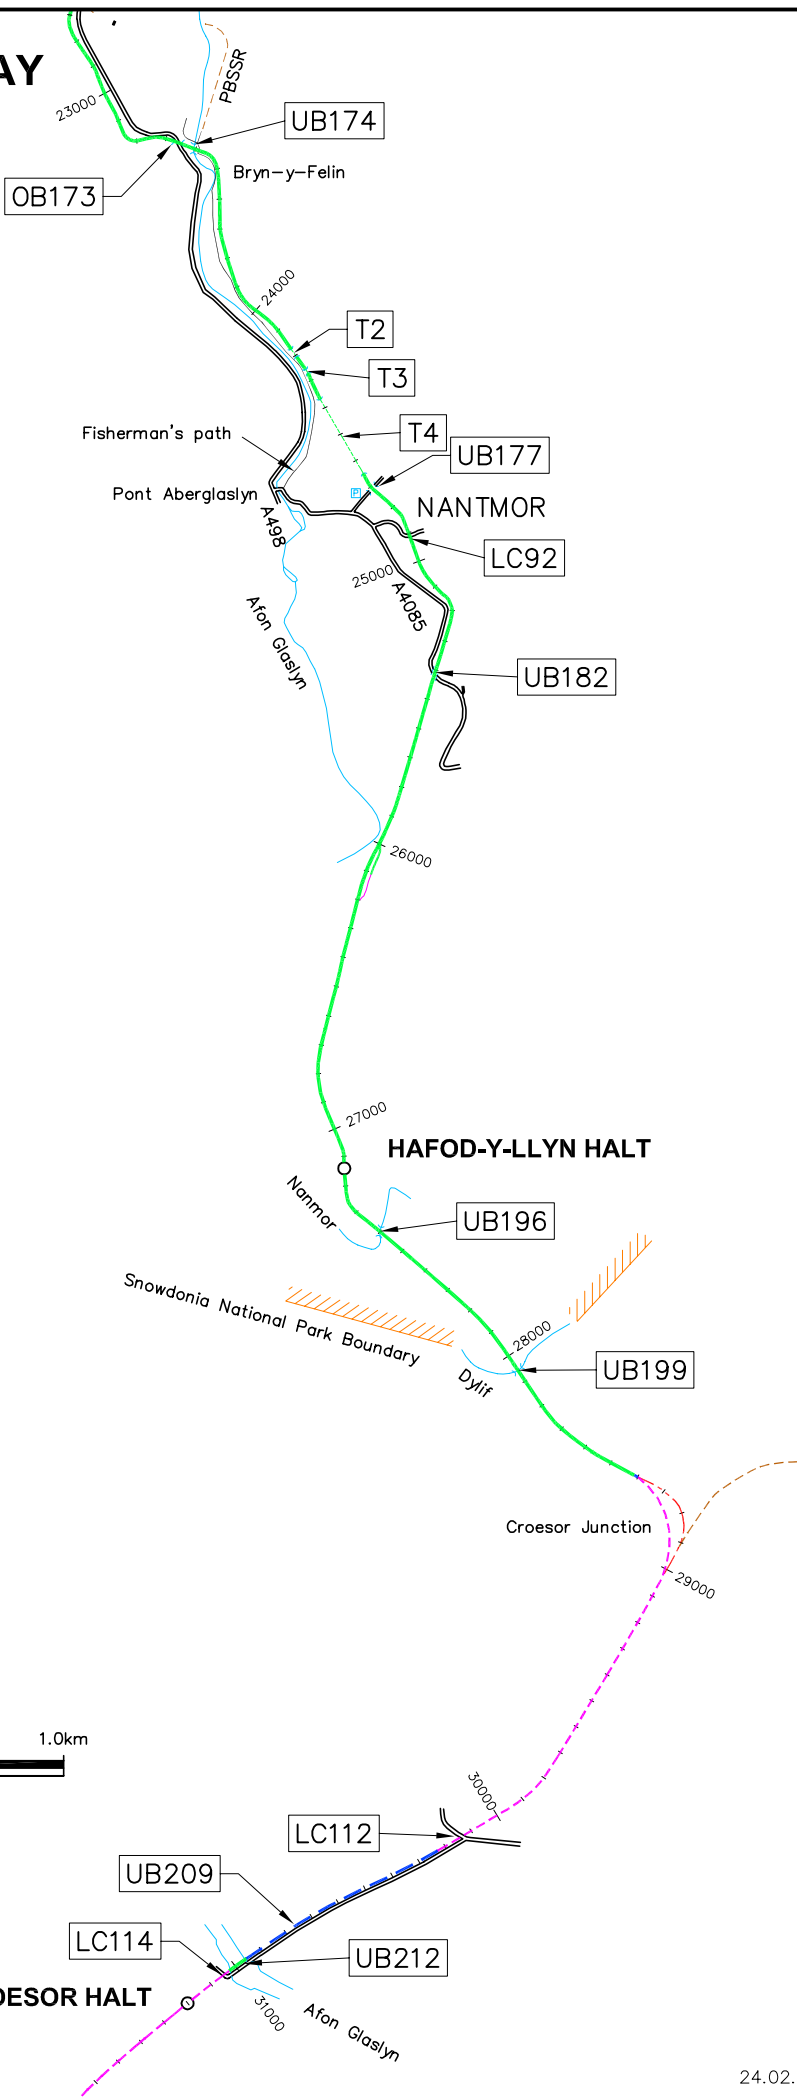 AY
PBSSR
23000
UB174
OB173
Bryn-y-Felin
24000
T2
T3
T4
Fisherman's path
UB177
Pont Aberglaslyn
P
NANTMOR
A498
LC92
25000
A4085
Afon Glaslyn
UB182
26000
27000
HAFOD-Y-LLYN HALT
Nanmor
UB196
Snowdonia National Park Boundary
28000
UB199
Dylif
Croesor Junction
29000
1.0km
30000
LC112
UB209
LC114
UB212
OESOR HALT
31000
Afon Glaslyn
24.02.